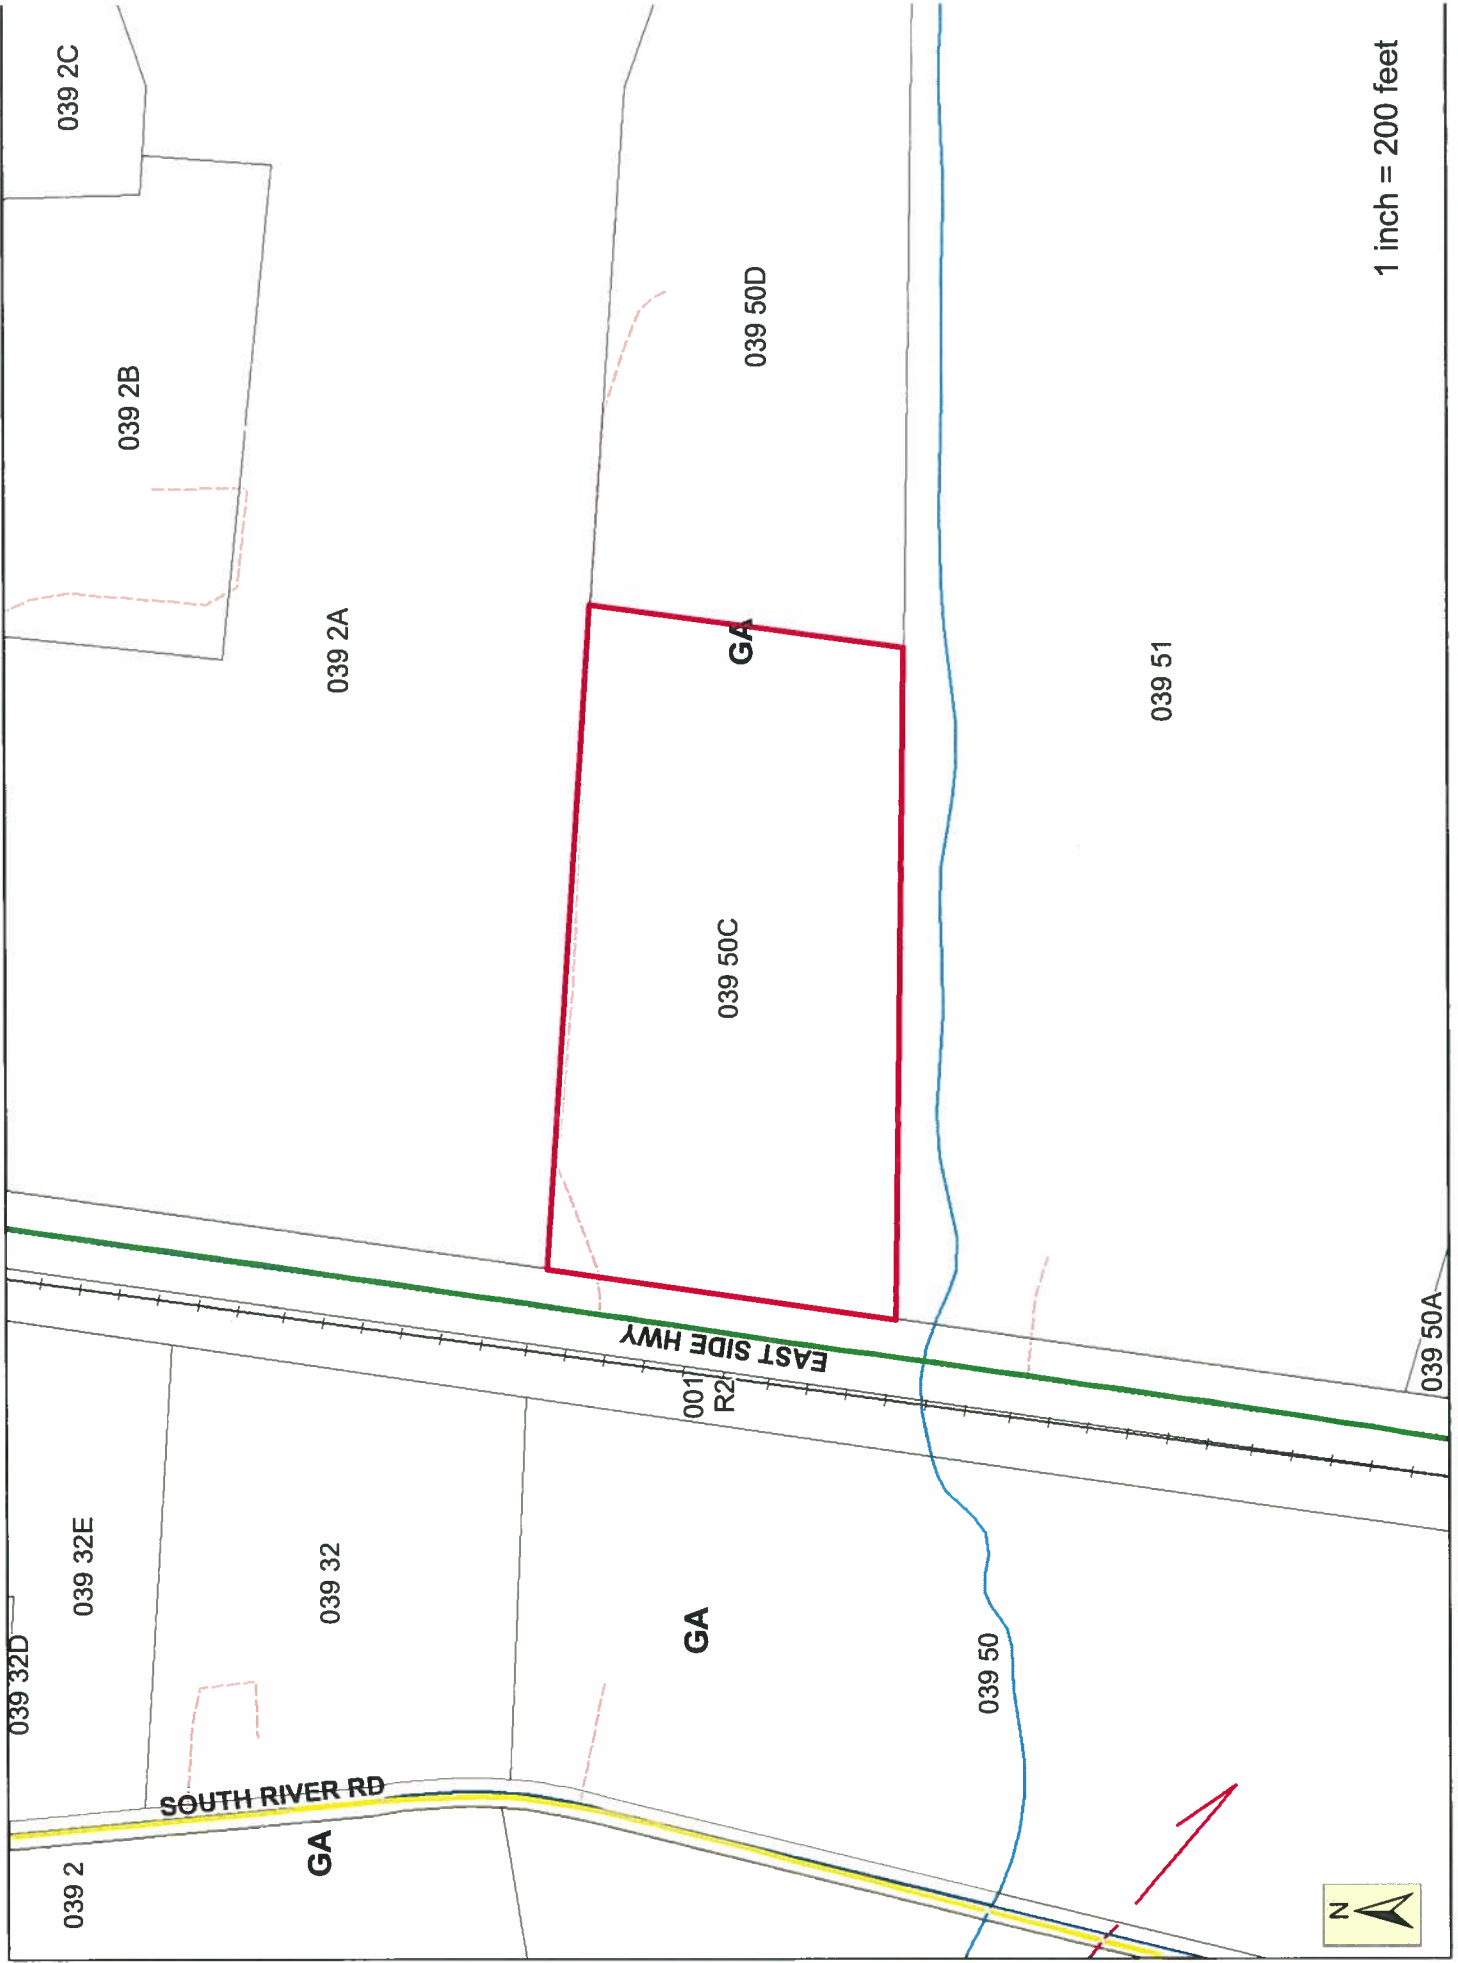 039 2C
039 2B
039 2A
039 50D
GA
039 50C
039 51
1 inch = 200 feet
EAST SIDE HWY
001
R2
039 50A
039 32E
039 32D
039 32
GA
039 50
SOUTH RIVER RD
GA
039 2
N